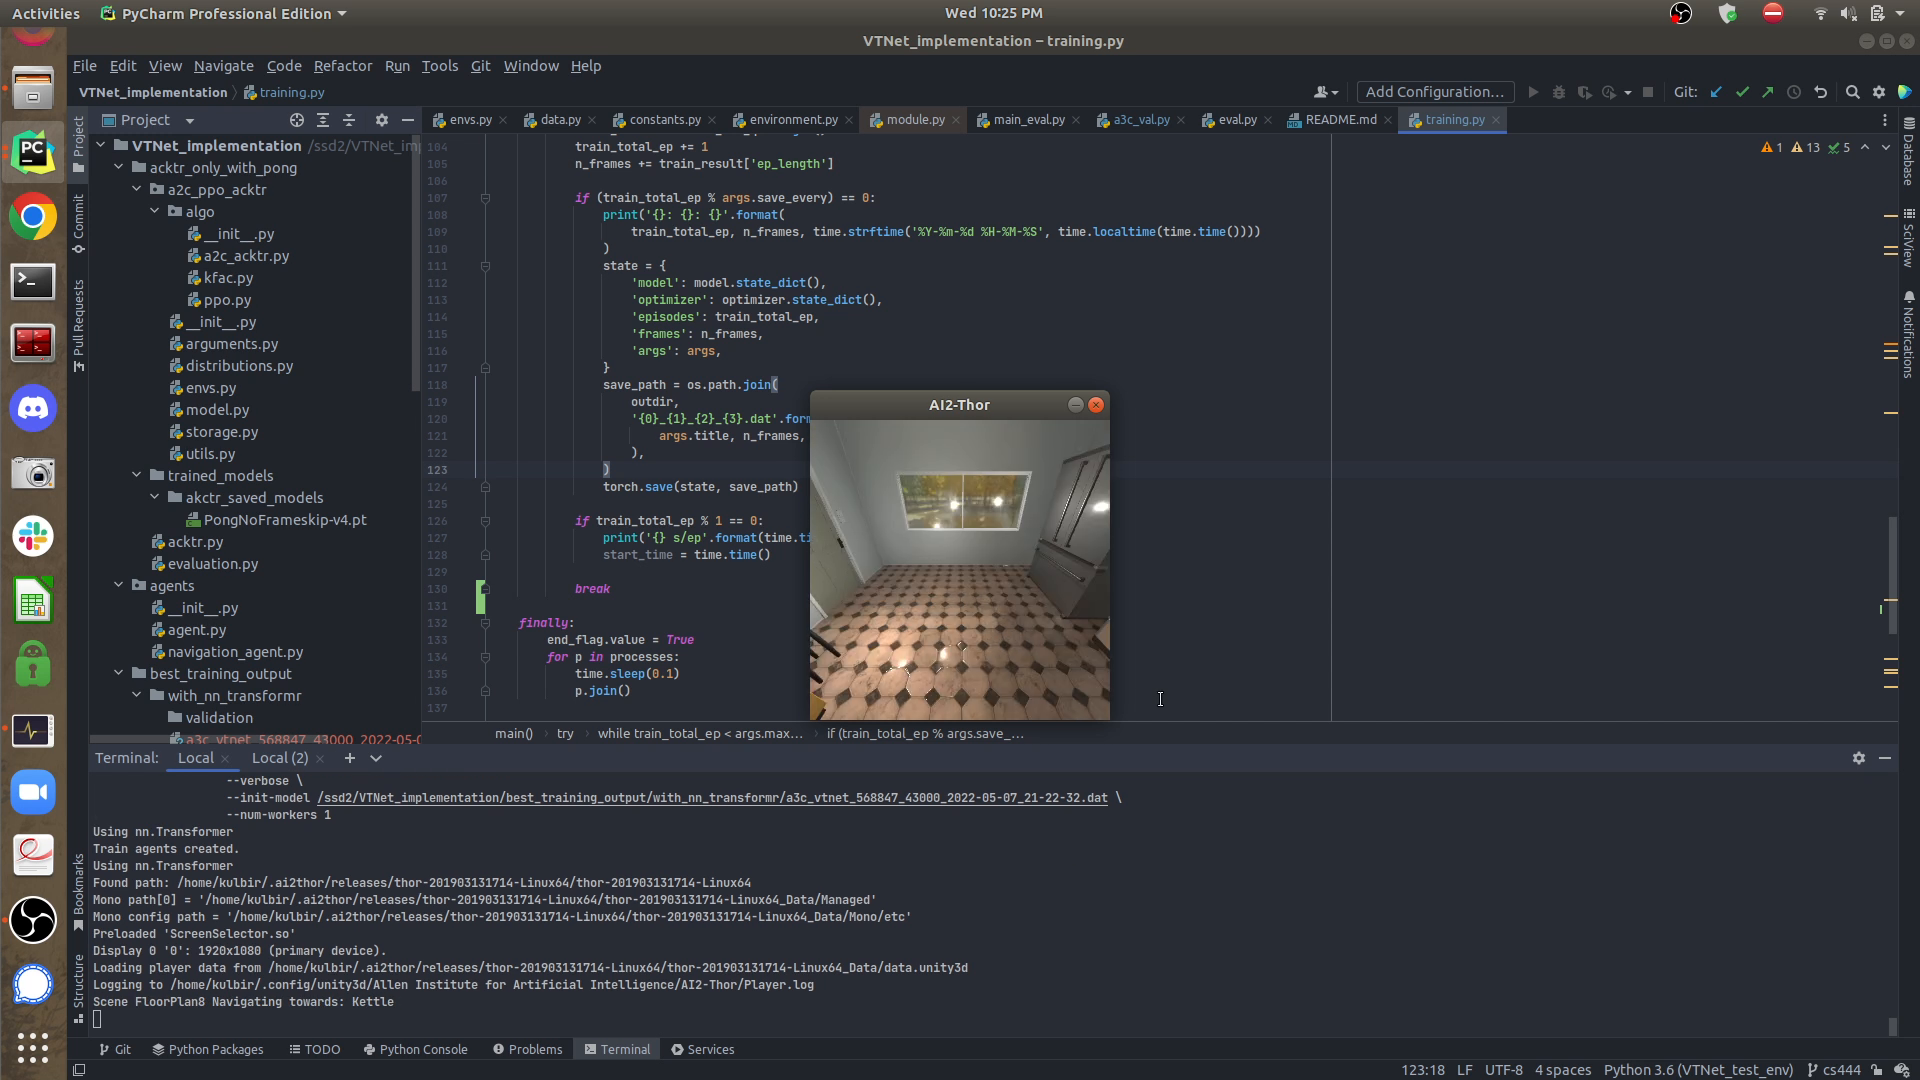 Activities
PyCharm Professional Edition
Wed 10:25 PM
VTNet_implementation – training.py
File Edit View Navigate Code Refactor Run Tools Git Window Help
VTNet_implementation training.py
Add Configuration...
Git:
Project
envs.py data.py constants.py environment.py module.py main_eval.py a3c_val.py eval.py README.md training.py
VTNet_implementation /ssd2/VTNet_im
acktr_only_with_pong
a2c_ppo_acktr
algo
__init__.py
a2c_acktr.py
kfac.py
ppo.py
__init__.py
arguments.py
distributions.py
envs.py
model.py
storage.py
utils.py
trained_models
akctr_saved_models
PongNoFrameskip-v4.pt
acktr.py
evaluation.py
agents
__init__.py
agent.py
navigation_agent.py
best_training_output
with_nn_transformr
validation
a3c_vtnet_568847_43000_2022-05-0
Project
Commit
Pull Requests
Bookmarks
Structure
1 13 5
104 train_total_ep += 1
105 n_frames += train_result['ep_length']
106
107 if (train_total_ep % args.save_every) == 0:
108 print('{}: {}: {}'.format(
109 train_total_ep, n_frames, time.strftime('%Y-%m-%d %H-%M-%S', time.localtime(time.time())))
110 )
111 state = {
112 'model': model.state_dict(),
113 'optimizer': optimizer.state_dict(),
114 'episodes': train_total_ep,
115 'frames': n_frames,
116 'args': args,
117 }
118 save_path = os.path.join(
119 outdir,
120 '{0}_{1}_{2}_{3}.dat'.form
121 args.title, n_frames,
122 ),
123 )
124 torch.save(state, save_path)
125
126 if train_total_ep % 1 == 0:
127 print('{} s/ep'.format(time.ti
128 start_time = time.time()
129
130 break
131
132 finally:
133 end_flag.value = True
134 for p in processes:
135 time.sleep(0.1)
136 p.join()
137
AI2-Thor
Database
SciView
Notifications
main() try while train_total_ep < args.max... if (train_total_ep % args.save_...
Terminal: Local Local (2)
--verbose \
--init-model /ssd2/VTNet_implementation/best_training_output/with_nn_transformr/a3c_vtnet_568847_43000_2022-05-07_21-22-32.dat \
--num-workers 1
Using nn.Transformer
Train agents created.
Using nn.Transformer
Found path: /home/kulbir/.ai2thor/releases/thor-201903131714-Linux64/thor-201903131714-Linux64
Mono path[0] = '/home/kulbir/.ai2thor/releases/thor-201903131714-Linux64/thor-201903131714-Linux64_Data/Managed'
Mono config path = '/home/kulbir/.ai2thor/releases/thor-201903131714-Linux64/thor-201903131714-Linux64_Data/Mono/etc'
Preloaded 'ScreenSelector.so'
Display 0 '0': 1920x1080 (primary device).
Loading player data from /home/kulbir/.ai2thor/releases/thor-201903131714-Linux64/thor-201903131714-Linux64_Data/data.unity3d
Logging to /home/kulbir/.config/unity3d/Allen Institute for Artificial Intelligence/AI2-Thor/Player.log
Scene FloorPlan8 Navigating towards: Kettle
Git Python Packages TODO Python Console Problems Terminal Services
123:18 LF UTF-8 4 spaces Python 3.6 (VTNet_test_env) cs444